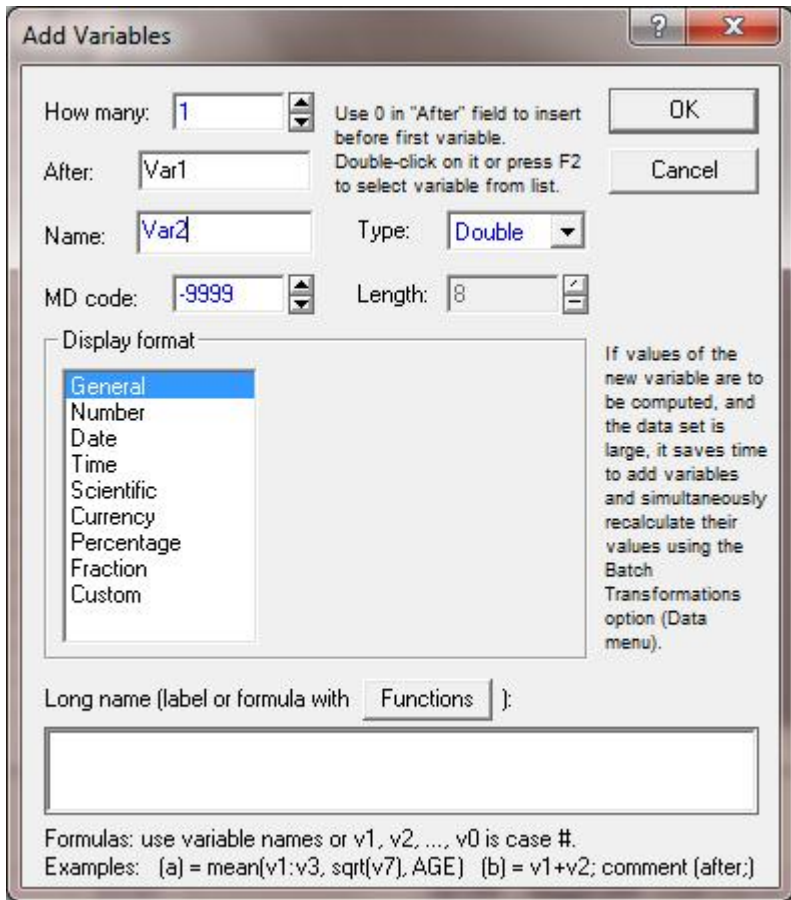 Add Variables
?
X
How many: 1
Use 0 in "After" field to insert
before first variable.
Double-click on it or press F2
to select variable from list.
OK
After: Var1
Cancel
Name: Var2
Type: Double
MD code: -9999
Length: 8
Display format
General
Number
Date
Time
Scientific
Currency
Percentage
Fraction
Custom
If values of the
new variable are to
be computed, and
the data set is
large, it saves time
to add variables
and simultaneously
recalculate their
values using the
Batch
Transformations
option (Data
menu).
Long name (label or formula with Functions ):
Formulas: use variable names or v1, v2, ..., v0 is case #.
Examples: (a) = mean(v1:v3, sqrt(v7), AGE) (b) = v1+v2; comment (after;)